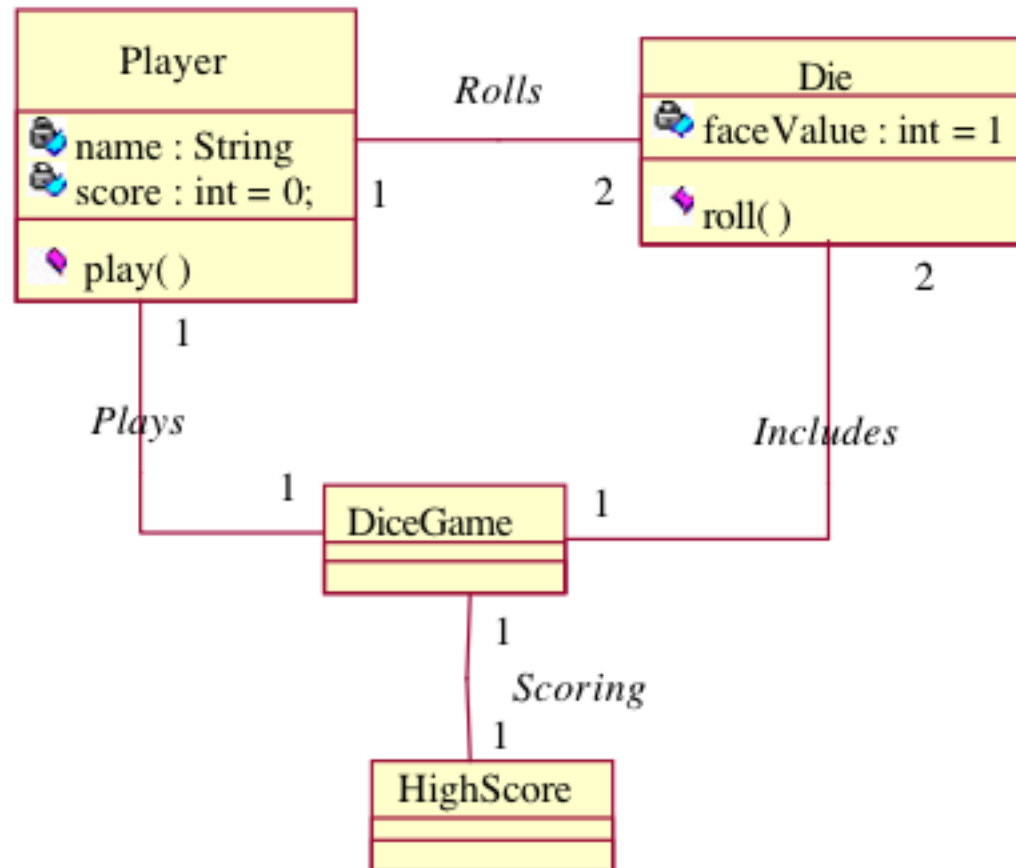 Player
name : String
score : int = 0;
play( )
Rolls
1
2
Die
faceValue : int = 1
roll( )
2
1
Plays
1
Includes
1
DiceGame
1
Scoring
1
HighScore